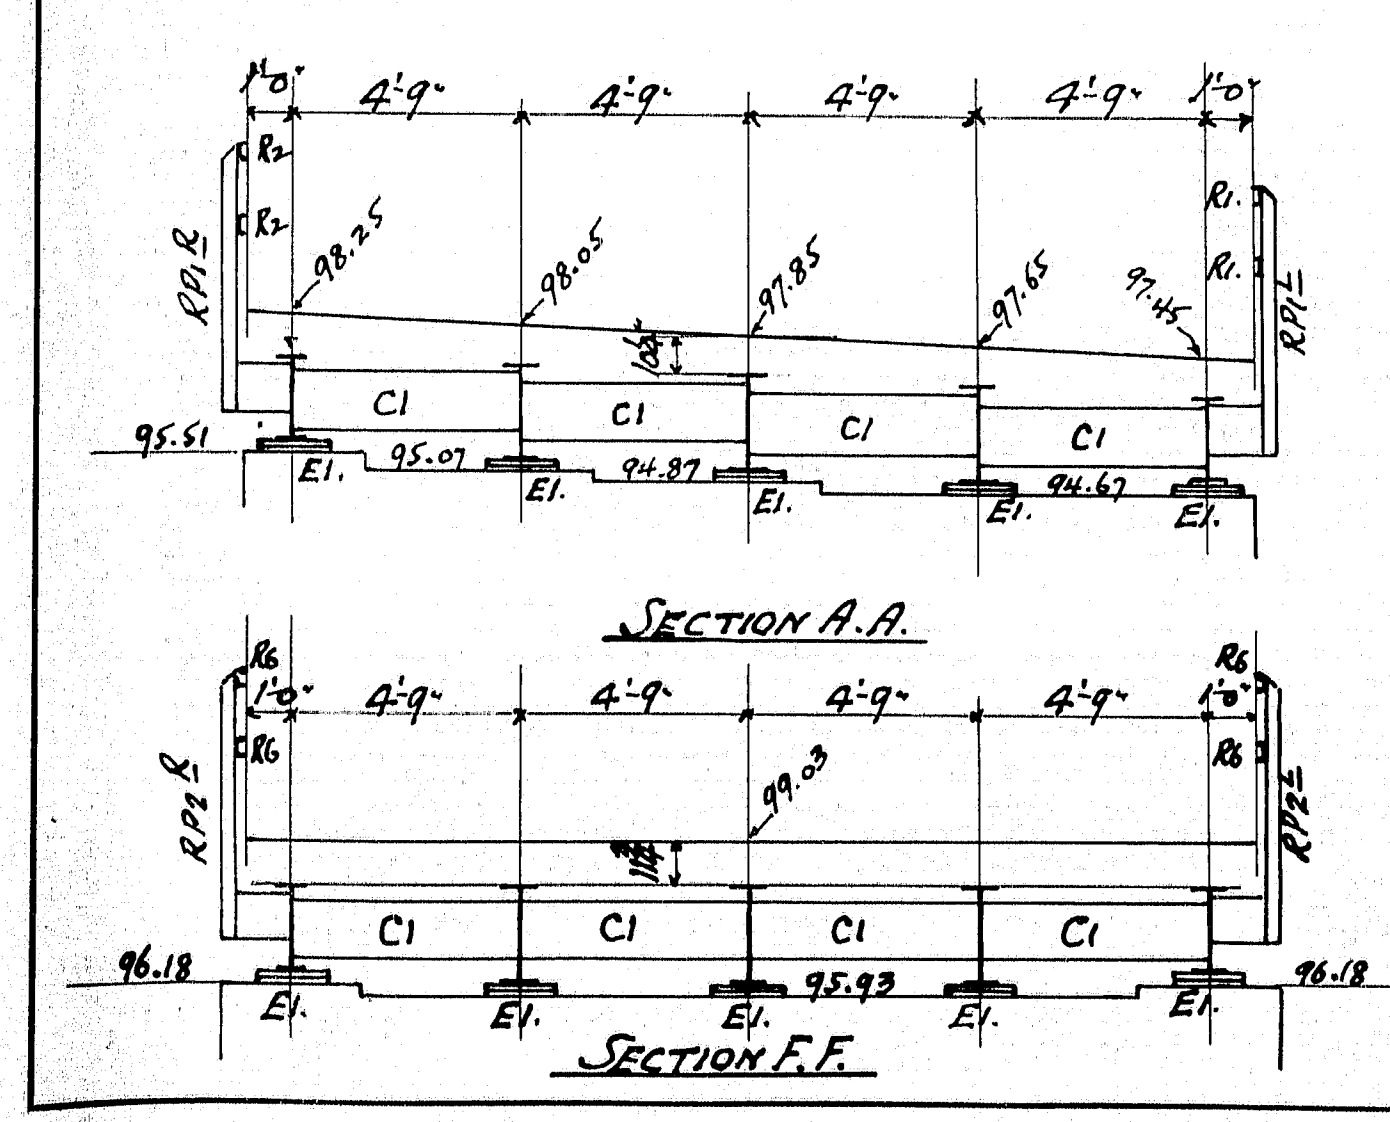 1'-0" 4'-9" 4'-9" 4'-9" 4'-9" 1'-0"
R2
R2
RP1 R
98.25 98.05 97.85 97.65 97.45
R1.
R1.
RP1 L
C1 C1 C1 C1
95.51 95.07 94.87 94.67
E1. E1. E1. E1. E1.
SECTION A.A.
R6 R6
1'-0" 4'-9" 4'-9" 4'-9" 4'-9" 1'-0"
R6 R6
RP2 R
99.03
RP2 L
C1 C1 C1 C1
96.18 95.93 96.18
E1. E1. E1. E1. E1.
SECTION F.F.